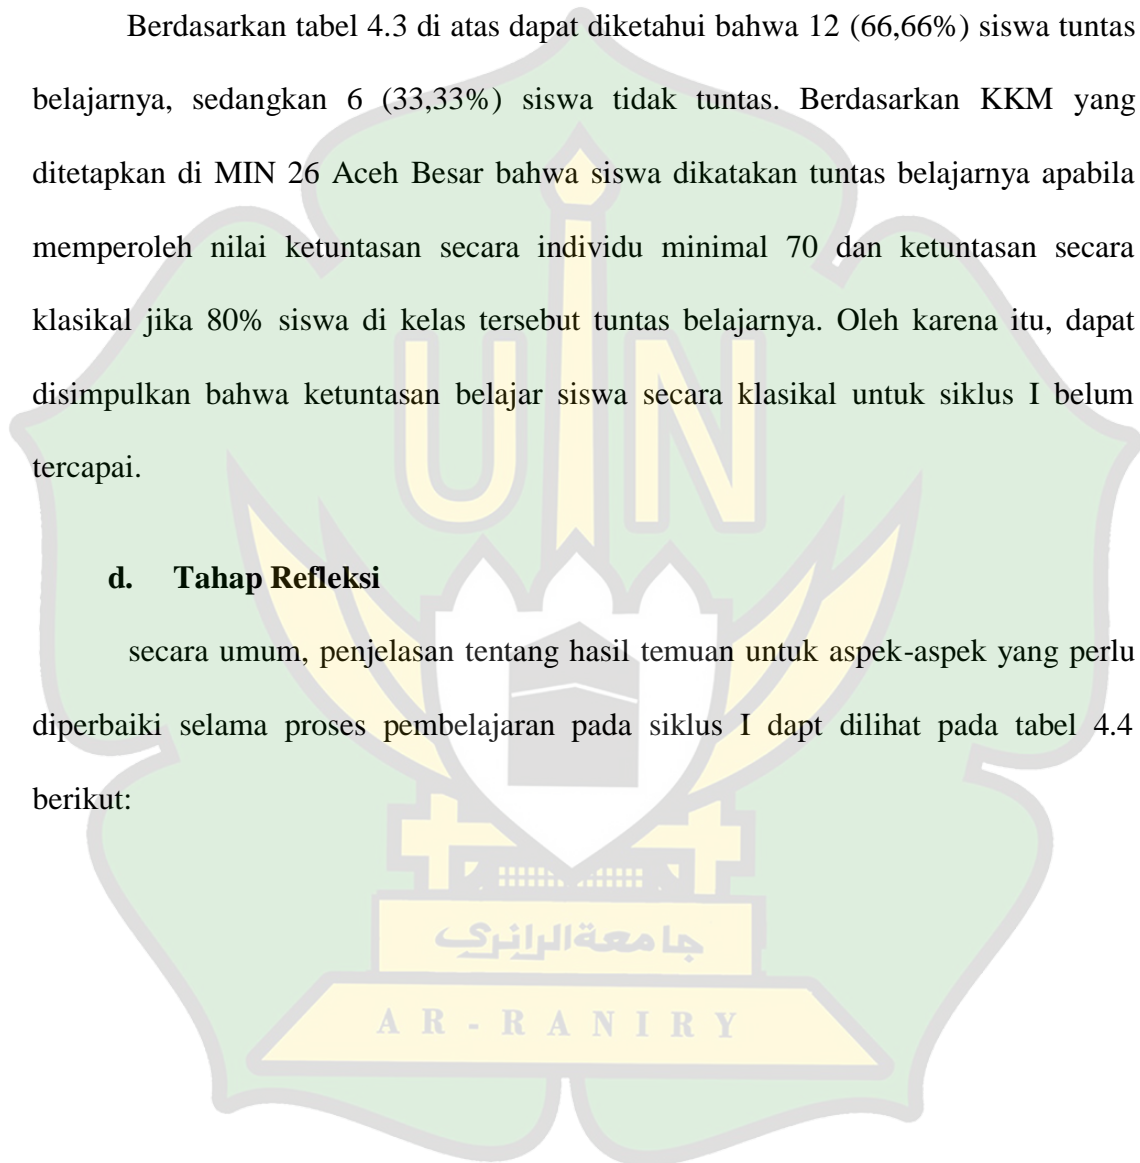 Berdasarkan tabel 4.3 di atas dapat diketahui bahwa 12 (66,66%) siswa tuntas
belajarnya, sedangkan 6 (33,33%) siswa tidak tuntas. Berdasarkan KKM yang
ditetapkan di MIN 26 Aceh Besar bahwa siswa dikatakan tuntas belajarnya apabila
memperoleh nilai ketuntasan secara individu minimal 70 dan ketuntasan secara
klasikal jika 80% siswa di kelas tersebut tuntas belajarnya. Oleh karena itu, dapat
disimpulkan bahwa ketuntasan belajar siswa secara klasikal untuk siklus I belum
tercapai.
d. Tahap Refleksi
secara umum, penjelasan tentang hasil temuan untuk aspek-aspek yang perlu
diperbaiki selama proses pembelajaran pada siklus I dapt dilihat pada tabel 4.4
berikut:
UIN
جامعة الرانري
AR-RANIRY